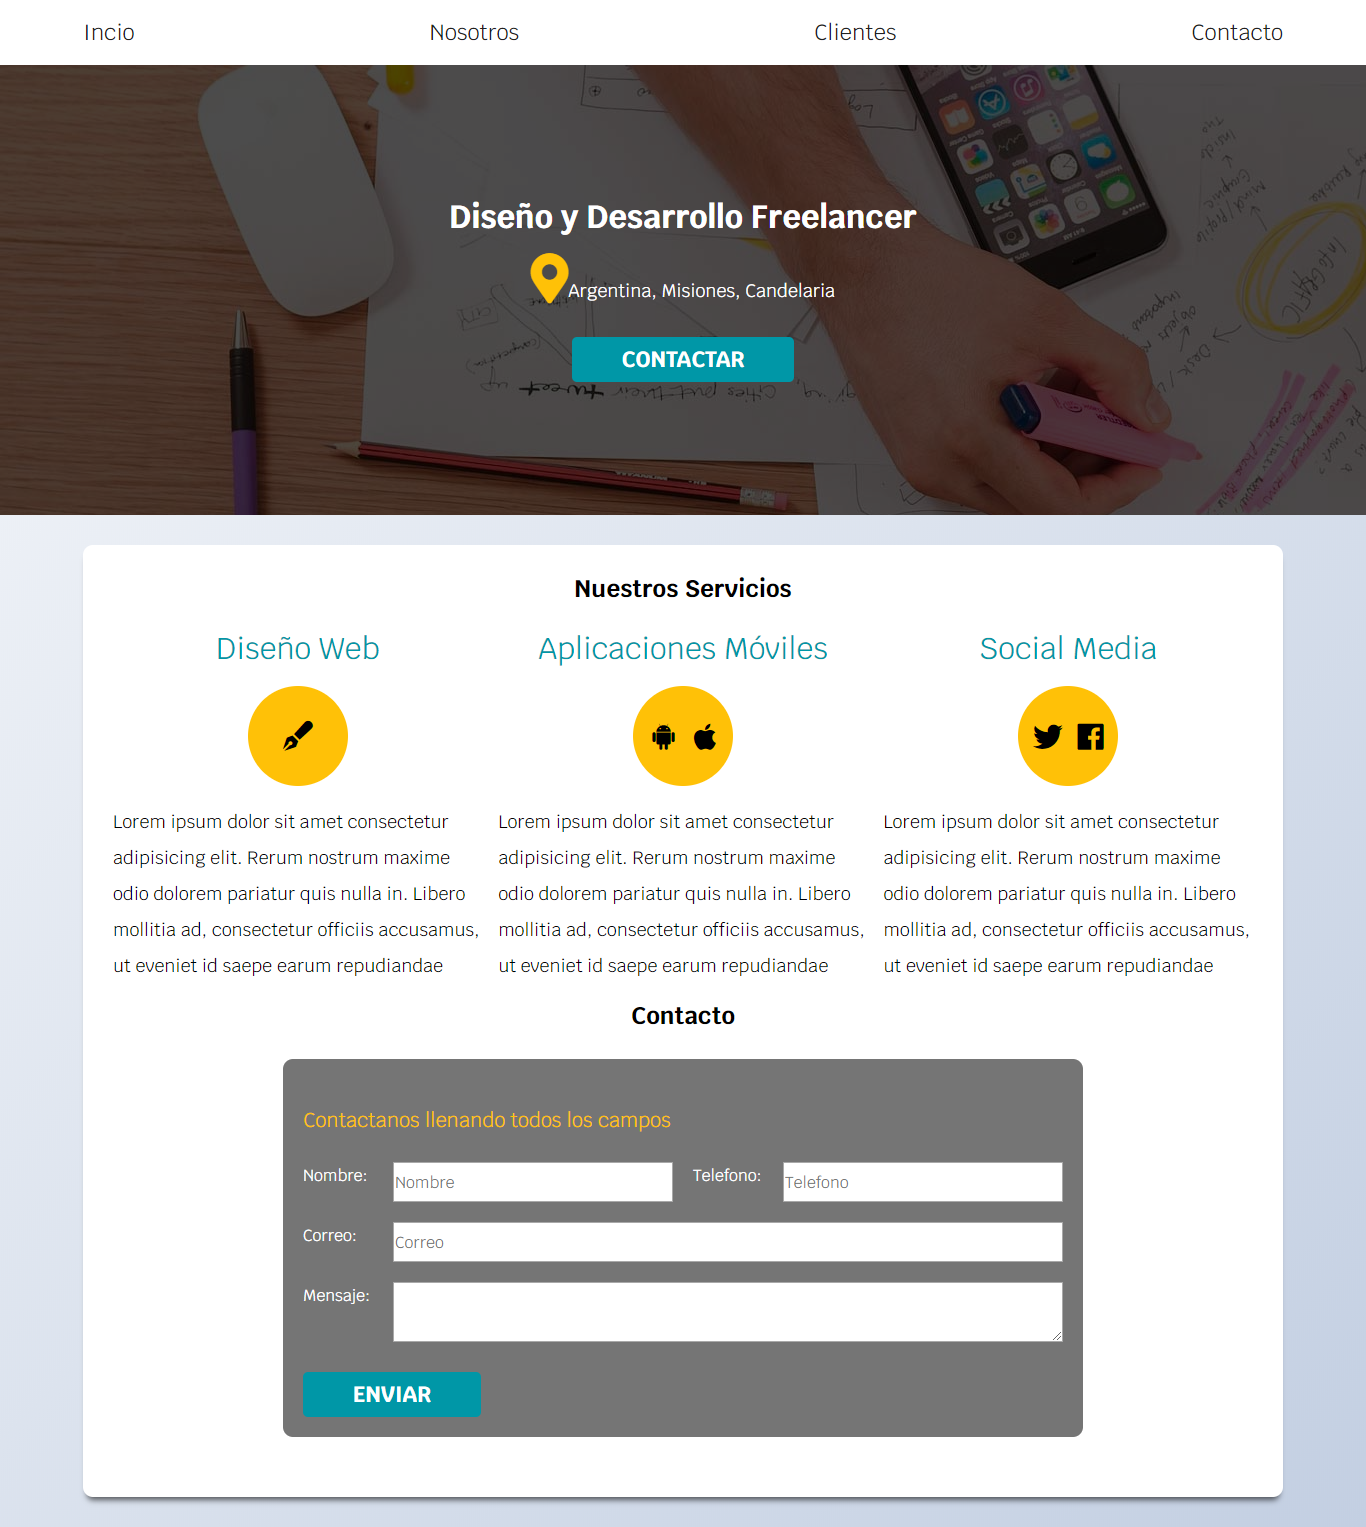 Incio Nosotros Clientes Contacto
Diseño y Desarrollo Freelancer
Argentina, Misiones, Candelaria
CONTACTAR
Nuestros Servicios
Diseño Web
Lorem ipsum dolor sit amet consectetur
adipisicing elit. Rerum nostrum maxime
odio dolorem pariatur quis nulla in. Libero
mollitia ad, consectetur officiis accusamus,
ut eveniet id saepe earum repudiandae
Aplicaciones Móviles
Lorem ipsum dolor sit amet consectetur
adipisicing elit. Rerum nostrum maxime
odio dolorem pariatur quis nulla in. Libero
mollitia ad, consectetur officiis accusamus,
ut eveniet id saepe earum repudiandae
Social Media
Lorem ipsum dolor sit amet consectetur
adipisicing elit. Rerum nostrum maxime
odio dolorem pariatur quis nulla in. Libero
mollitia ad, consectetur officiis accusamus,
ut eveniet id saepe earum repudiandae
Contacto
Contactanos llenando todos los campos
Nombre: Nombre Telefono: Telefono
Correo: Correo
Mensaje:
ENVIAR